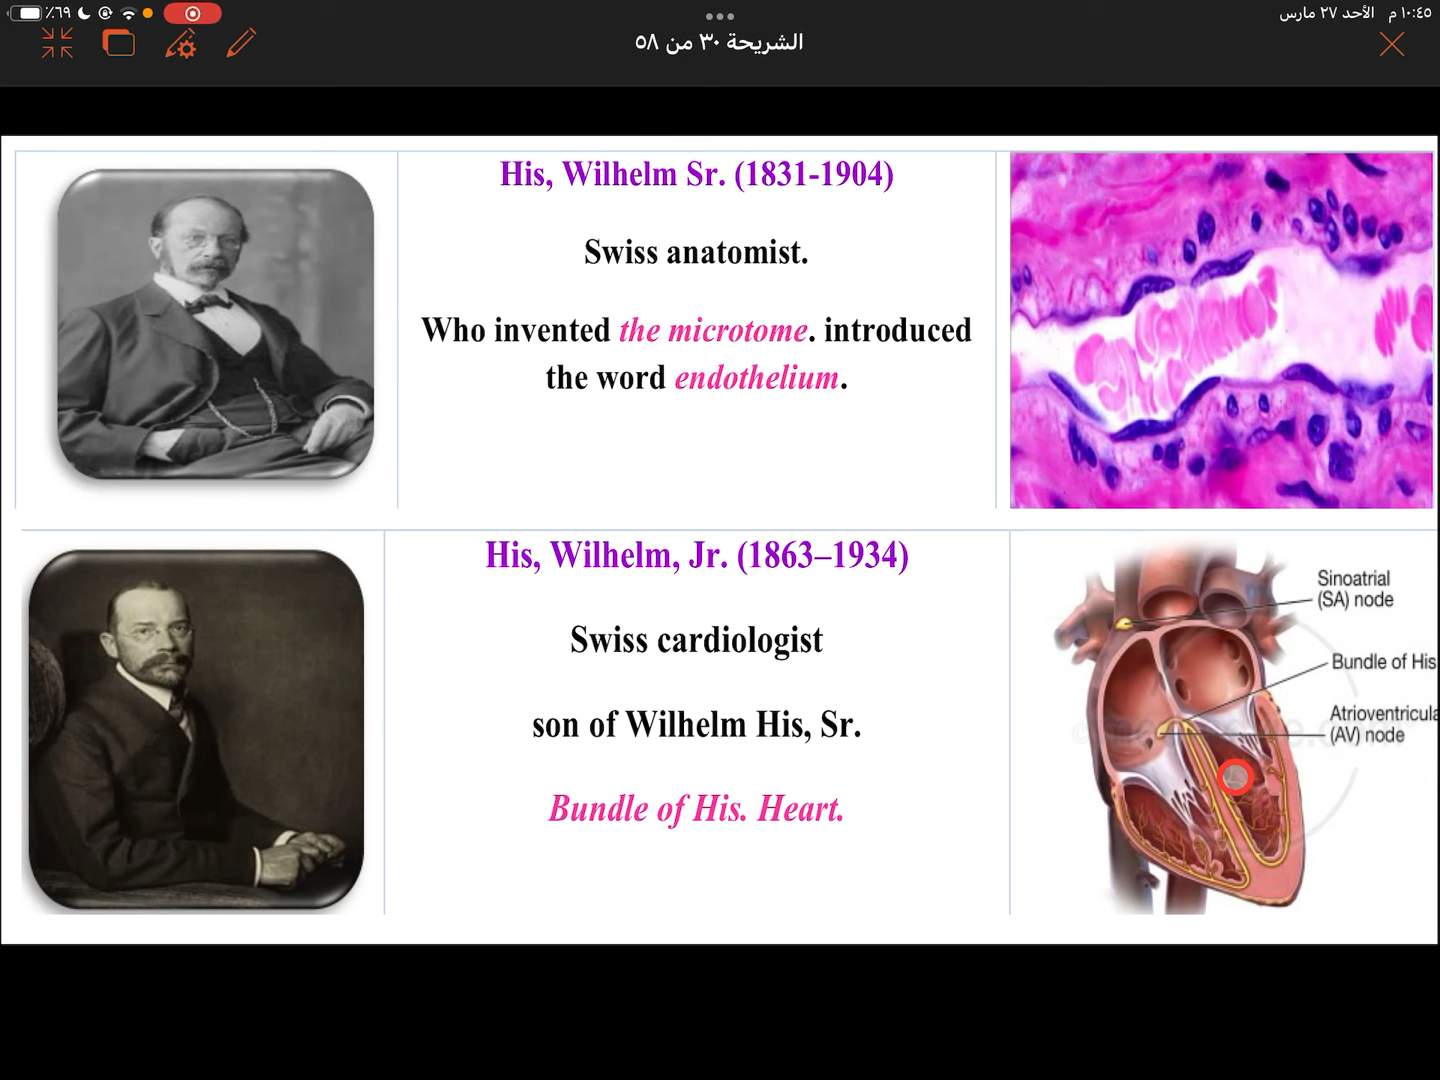 ٪٦٩
١٠:٤٥ م الأحد ٢٧ مارس
الشريحة ٣٠ من ٥٨
His, Wilhelm Sr. (1831-1904)
Swiss anatomist.
Who invented the microtome. introduced
the word endothelium.
His, Wilhelm, Jr. (1863–1934)
Swiss cardiologist
son of Wilhelm His, Sr.
Bundle of His. Heart.
Sinoatrial
(SA) node
Bundle of His
Atrioventricula
(AV) node